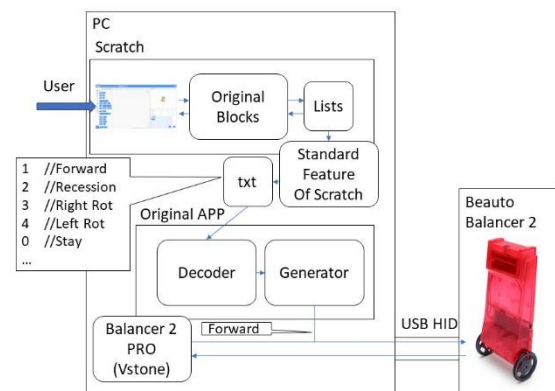 PC
Scratch
User
Original
Blocks
Lists
Standard
Feature
Of Scratch
txt
1 //Forward
2 //Recession
3 //Right Rot
4 //Left Rot
0 //Stay
...
Original APP
Decoder
Generator
Forward
Balancer 2
PRO
(Vstone)
USB HID
Beauto
Balancer 2